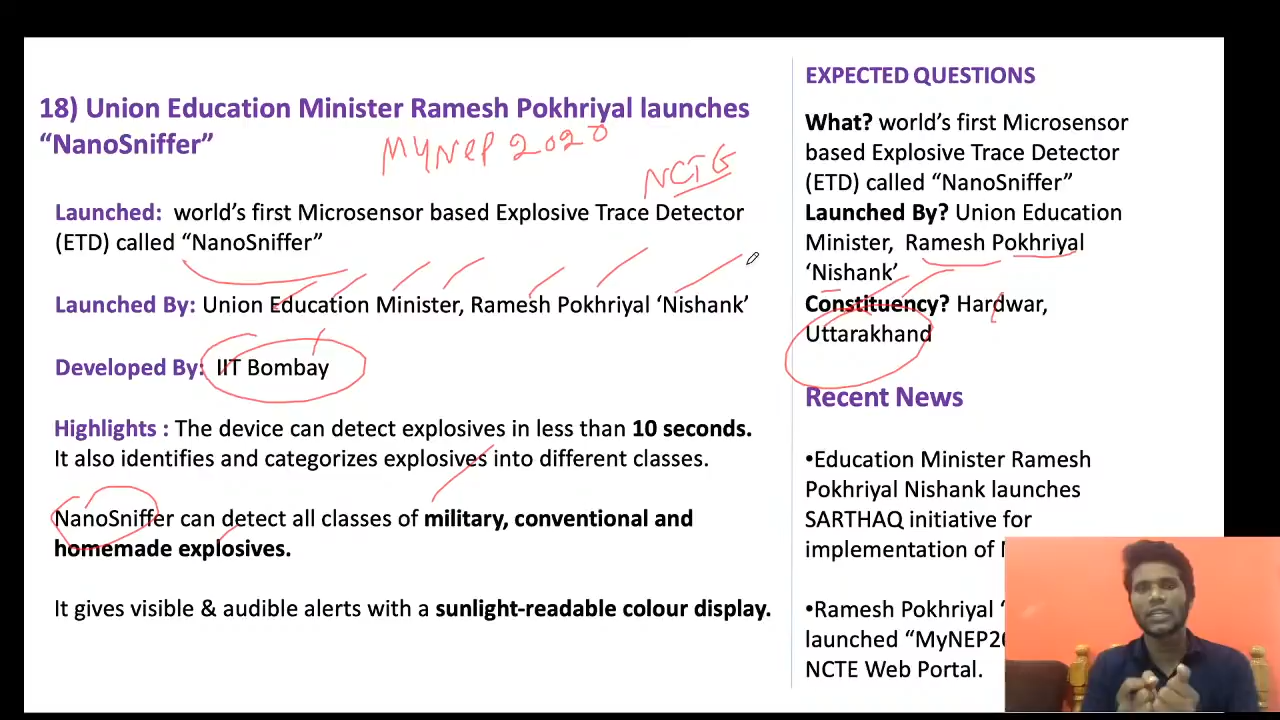 18) Union Education Minister Ramesh Pokhriyal launches
“NanoSniffer”
MYNEP 2020
NCTE
Launched: world’s first Microsensor based Explosive Trace Detector
(ETD) called “NanoSniffer”
Launched By: Union Education Minister, Ramesh Pokhriyal ‘Nishank’
Developed By: IIT Bombay
Highlights : The device can detect explosives in less than 10 seconds.
It also identifies and categorizes explosives into different classes.
NanoSniffer can detect all classes of military, conventional and
homemade explosives.
It gives visible & audible alerts with a sunlight-readable colour display.
EXPECTED QUESTIONS
What? world’s first Microsensor
based Explosive Trace Detector
(ETD) called “NanoSniffer”
Launched By? Union Education
Minister, Ramesh Pokhriyal
‘Nishank’
Constituency? Hardwar,
Uttarakhand
Recent News
•Education Minister Ramesh
Pokhriyal Nishank launches
SARTHAQ initiative for
implementation of
•Ramesh Pokhriyal
launched “MyNEP20
NCTE Web Portal.